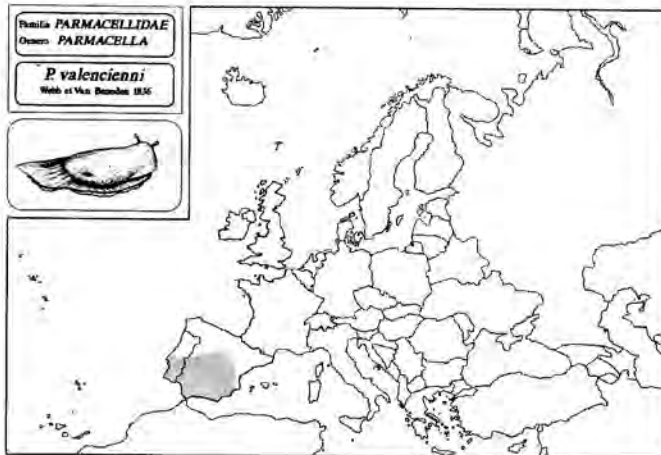 Familia PARMACELLIDAE
Genero PARMACELLA
P. valencienni
Webb et Van Beneden 1836